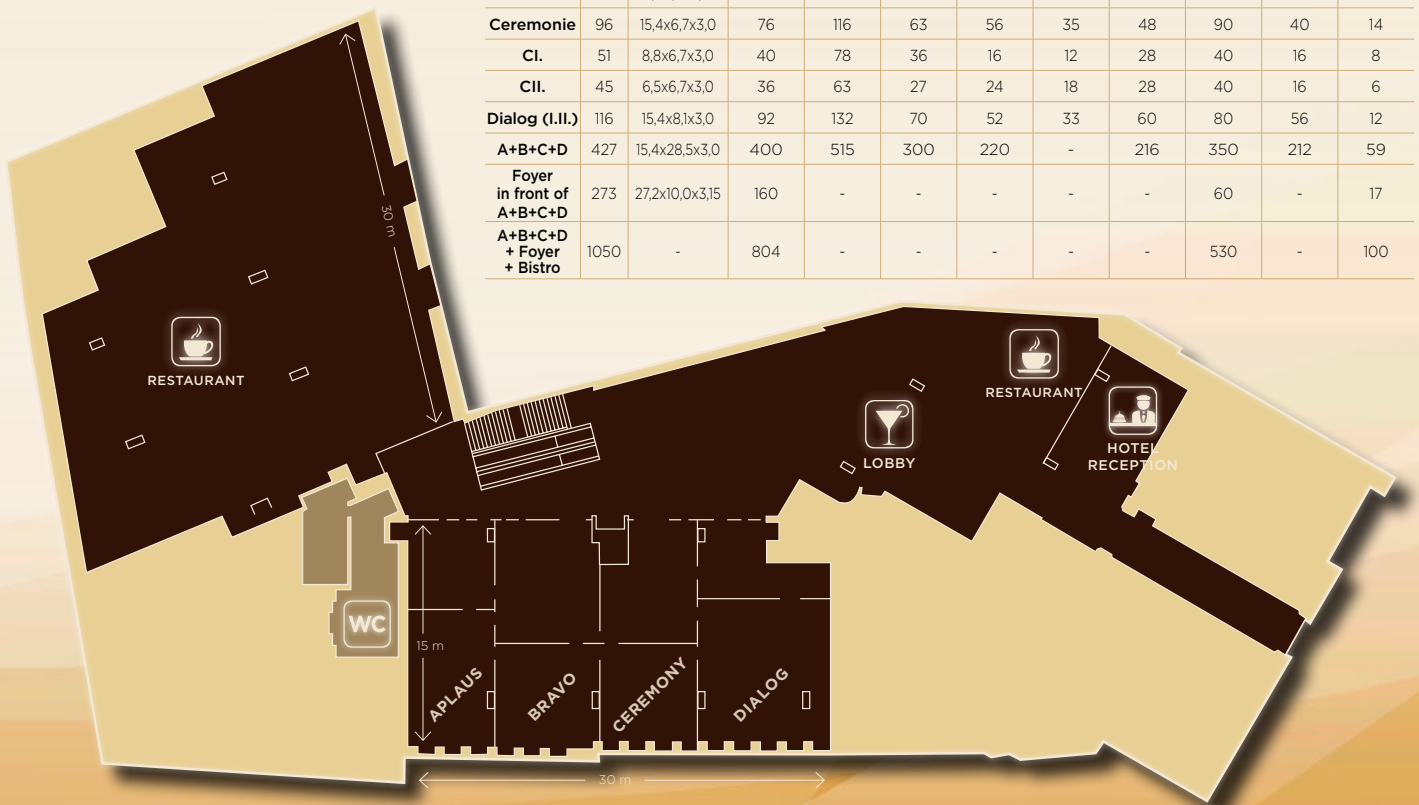 Ceremonie 96 15,4x6,7x3,0 76 116 63 56 35 48 90 40 14
CI. 51 8,8x6,7x3,0 40 78 36 16 12 28 40 16 8
CII. 45 6,5x6,7x3,0 36 63 27 24 18 28 40 16 6
Dialog (I.II.) 116 15,4x8,1x3,0 92 132 70 52 33 60 80 56 12
A+B+C+D 427 15,4x28,5x3,0 400 515 300 220 - 216 350 212 59
Foyer
in front of 273 27,2x10,0x3,15 160 - - - - - 60 - 17
A+B+C+D
A+B+C+D
+ Foyer 1050 - 804 - - - - - 530 - 100
+ Bistro
30 m
RESTAURANT
RESTAURANT
HOTEL
RECEPTION
LOBBY
WC
15 m
APLAUS
BRAVO
CEREMONY
DIALOG
30 m